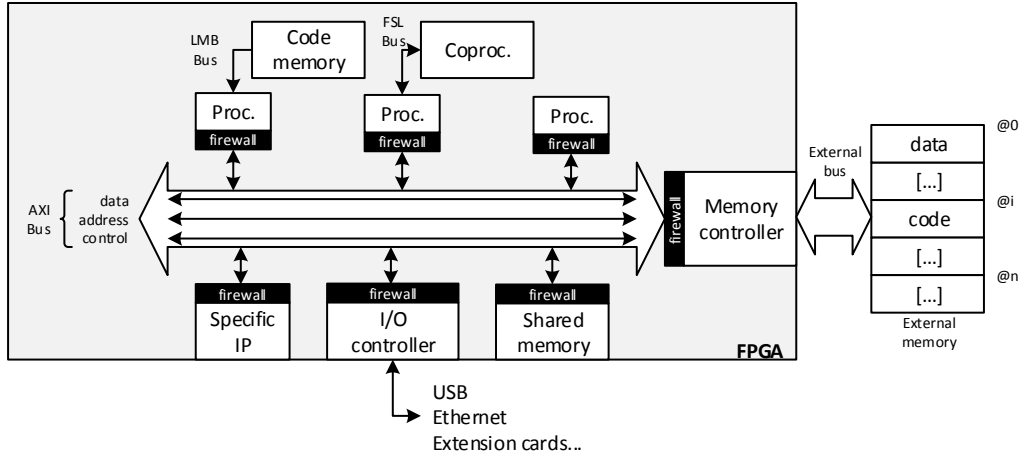 LMB
Bus
Code
memory
FSL
Bus
Coproc.
Proc.
firewall
Proc.
firewall
Proc.
firewall
AXI
Bus
data
address
control
firewall
Memory
controller
External
bus
@0
data
[...]
@i
code
[...]
@n
[...]
External
memory
firewall
Specific
IP
firewall
I/O
controller
firewall
Shared
memory
FPGA
USB
Ethernet
Extension cards...